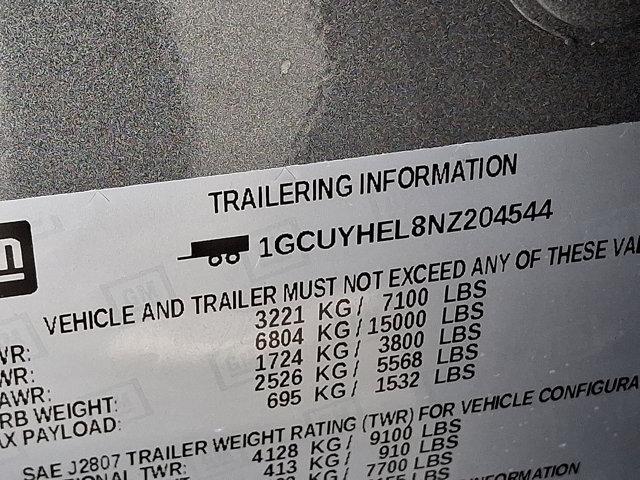 TRAILERING INFORMATION
1GCUYHEL8NZ204544
VEHICLE AND TRAILER MUST NOT EXCEED ANY OF THESE VAL
WR: 3221 KG/ 7100 LBS
WR: 6804 KG/ 15000 LBS
AWR: 1724 KG/ 3800 LBS
RB WEIGHT: 2526 KG/ 5568 LBS
AX PAYLOAD: 695 KG/ 1532 LBS
SAE J2807 TRAILER WEIGHT RATING (TWR) FOR VEHICLE CONFIGURA
IONAL TWR: 4128 KG/ 9100 LBS
413 KG/ 910 LBS
KG/ 7700 LBS
LBS
INFORMATION